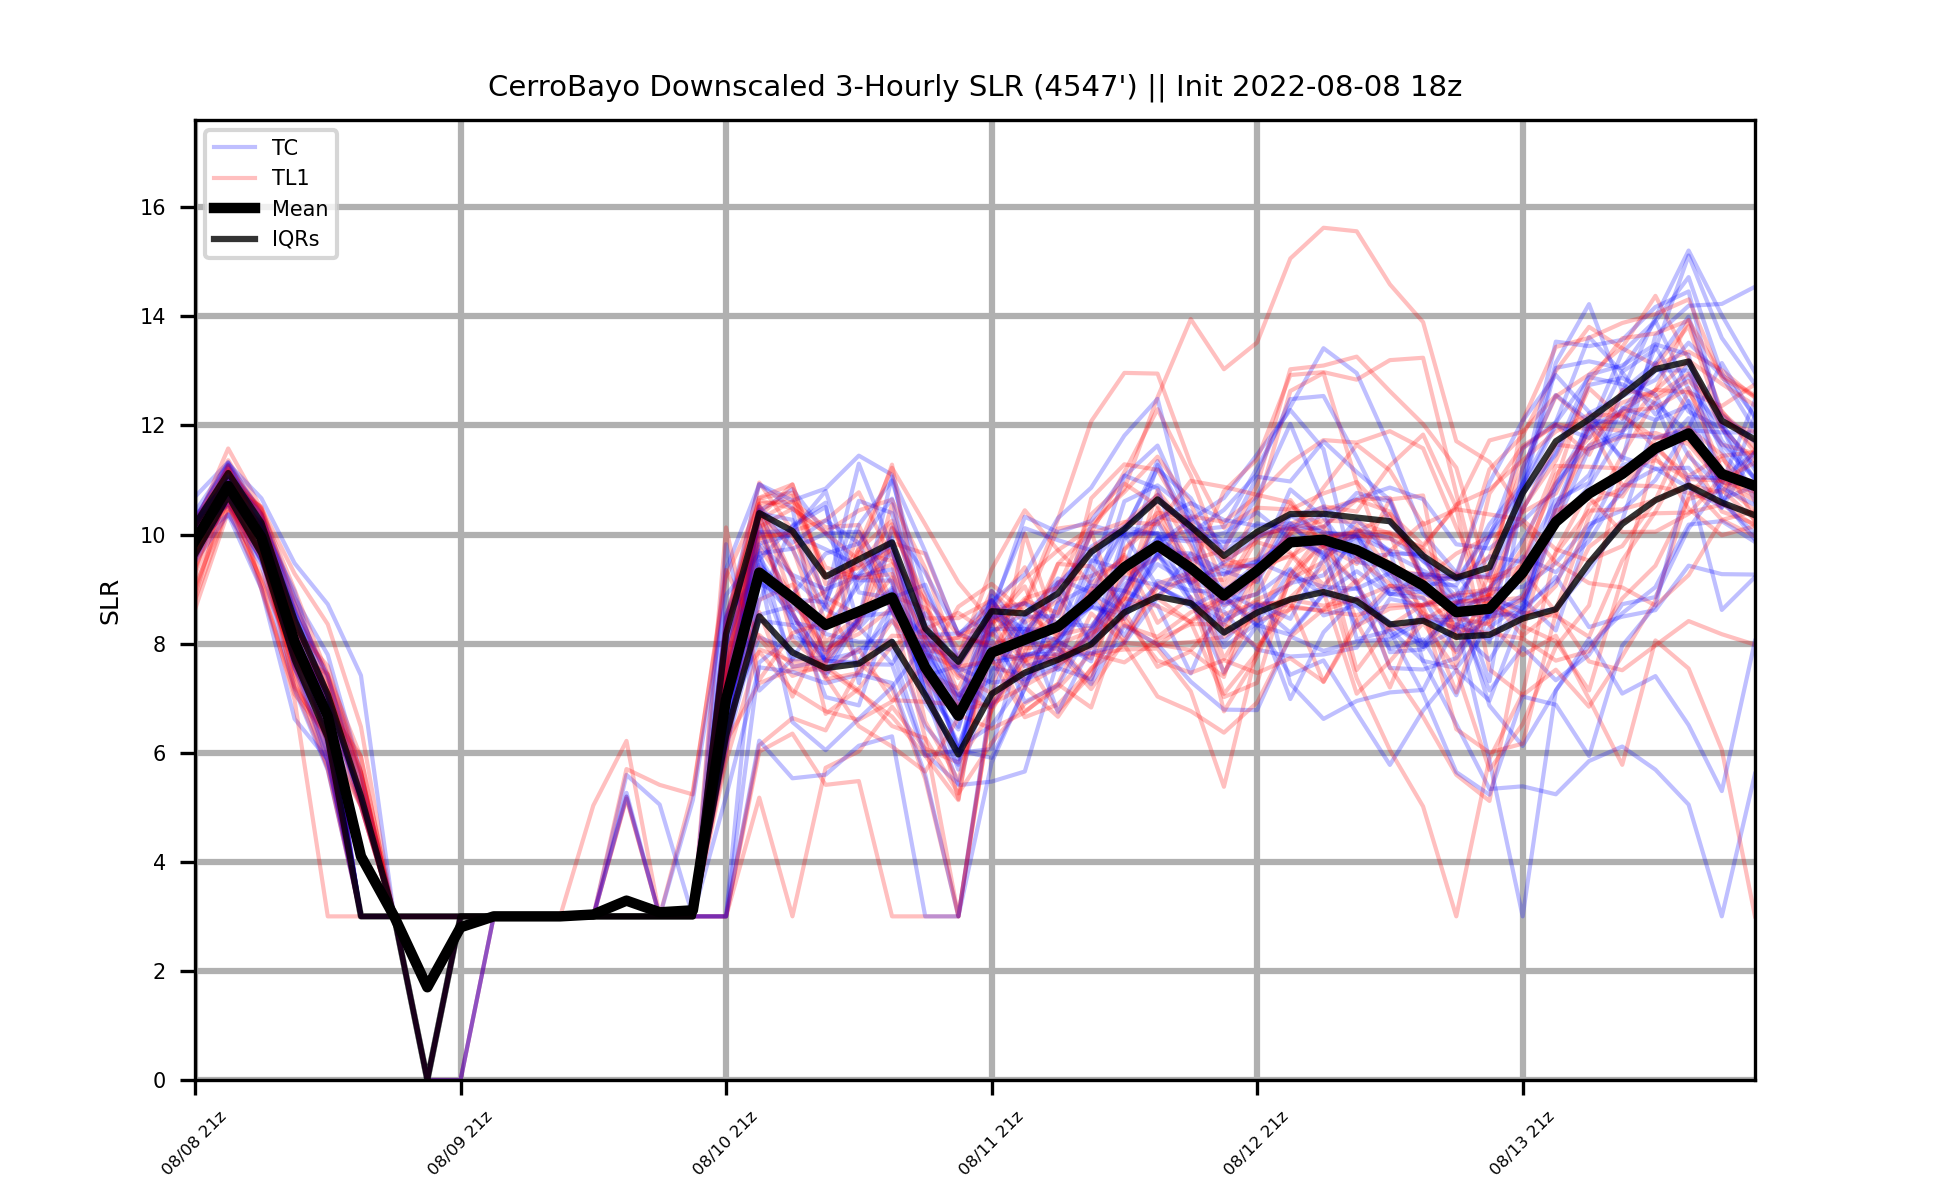 CerroBayo Downscaled 3-Hourly SLR (4547') || Init 2022-08-08 18z
TC
TL1
Mean
IQRs
SLR
16
14
12
10
8
6
4
2
0
08/08 21z
08/09 21z
08/10 21z
08/11 21z
08/12 21z
08/13 21z